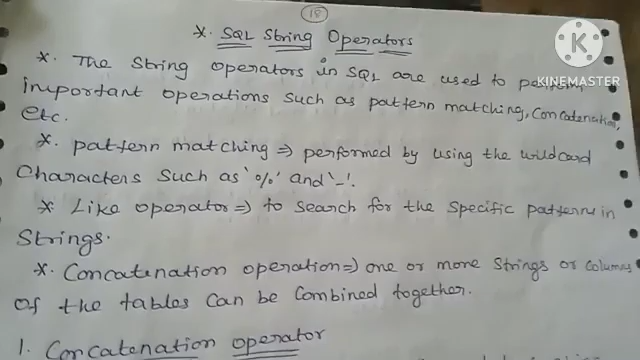 18
*. SQL String Operators
*. The String operators in SQL are used to perform
important operations such as pattern matching, Concatenation,
etc.
*. pattern matching => performed by using the wildcard
Characters Such as '%' and '_'.
* Like operator => to Search for the Specific patterns in
Strings.
*. Concatenation operation => one or more Strings or Columns
of the tables Can be Combined together.
1. Concatenation operator
KINEMASTER